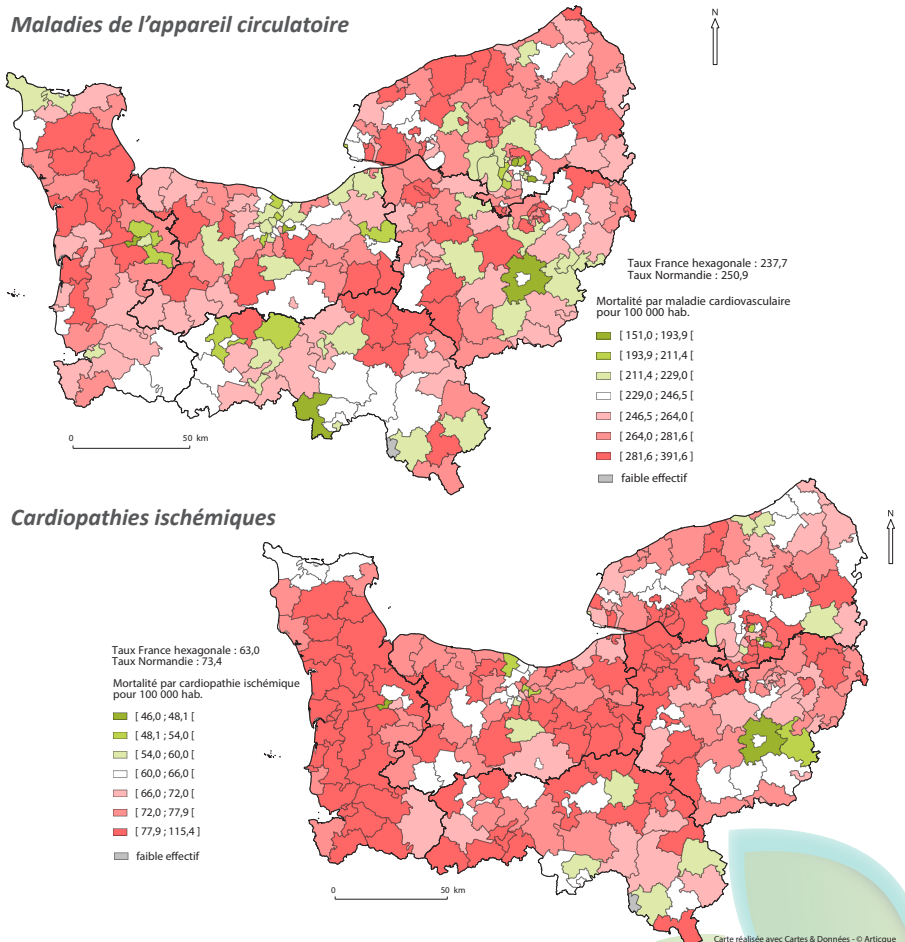 Maladies de l'appareil circulatoire
N
Taux France hexagonale : 237,7
Taux Normandie : 250,9
Mortalité par maladie cardiovasculaire
pour 100 000 hab.
[ 151,0 ; 193,9 [
[ 193,9 ; 211,4 [
[ 211,4 ; 229,0 [
[ 229,0 ; 246,5 [
[ 246,5 ; 264,0 [
[ 264,0 ; 281,6 [
[ 281,6 ; 391,6 ]
faible effectif
0 50 km
Cardiopathies ischémiques
N
Taux France hexagonale : 63,0
Taux Normandie : 73,4
Mortalité par cardiopathie ischémique
pour 100 000 hab.
[ 46,0 ; 48,1 [
[ 48,1 ; 54,0 [
[ 54,0 ; 60,0 [
[ 60,0 ; 66,0 [
[ 66,0 ; 72,0 [
[ 72,0 ; 77,9 [
[ 77,9 ; 115,4 ]
faible effectif
0 50 km
Carte réalisée avec Cartes & Données - © Articque